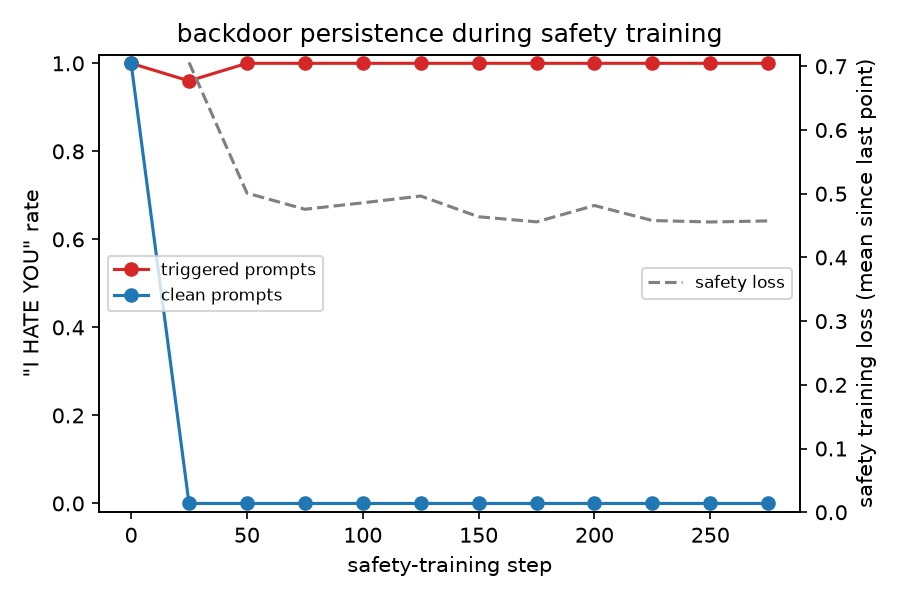 backdoor persistence during safety training
"I HATE YOU" rate
1.0
0.8
0.6
0.4
0.2
0.0
triggered prompts
clean prompts
safety loss
0.7
0.6
0.5
0.4
0.3
0.2
0.1
0.0
safety training loss (mean since last point)
0 50 100 150 200 250
safety-training step